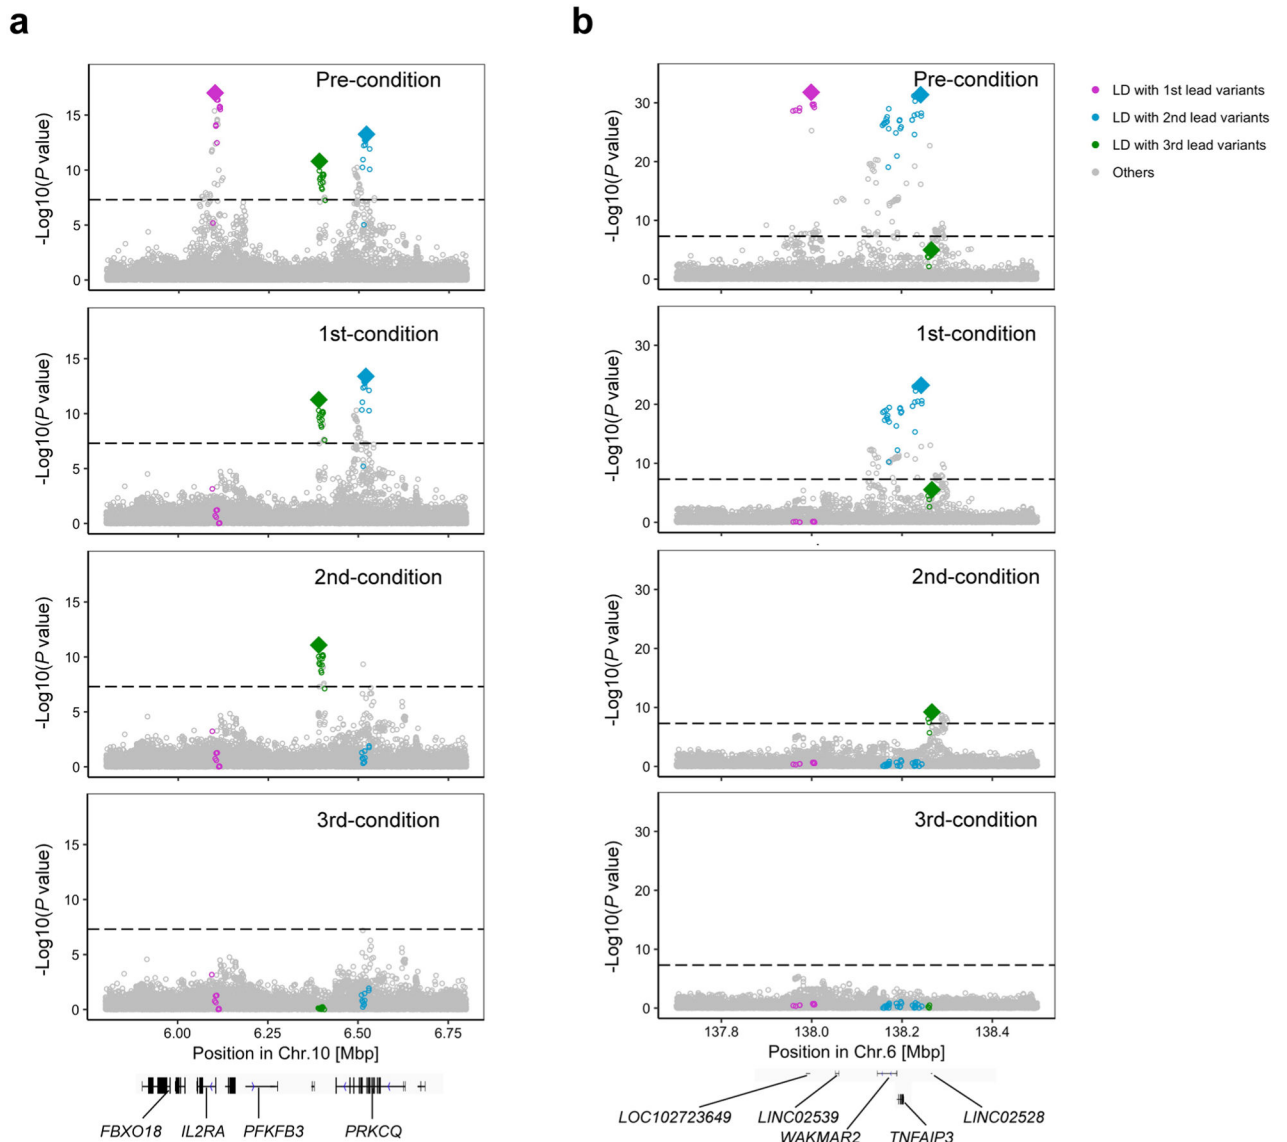 a
Pre-condition
-Log10(P value)
15
10
5
0
1st-condition
-Log10(P value)
15
10
5
0
2nd-condition
-Log10(P value)
15
10
5
0
3rd-condition
-Log10(P value)
15
10
5
0
6.00 6.25 6.50 6.75
Position in Chr.10 [Mbp]
FBXO18 IL2RA PFKFB3 PRKCQ
b
Pre-condition
-Log10(P value)
30
20
10
0
1st-condition
-Log10(P value)
30
20
10
0
2nd-condition
-Log10(P value)
30
20
10
0
3rd-condition
-Log10(P value)
30
20
10
0
137.8 138.0 138.2 138.4
Position in Chr.6 [Mbp]
LOC102723649 LINC02539 LINC02528
WAKMAR2 TNFAIP3
LD with 1st lead variants
LD with 2nd lead variants
LD with 3rd lead variants
Others